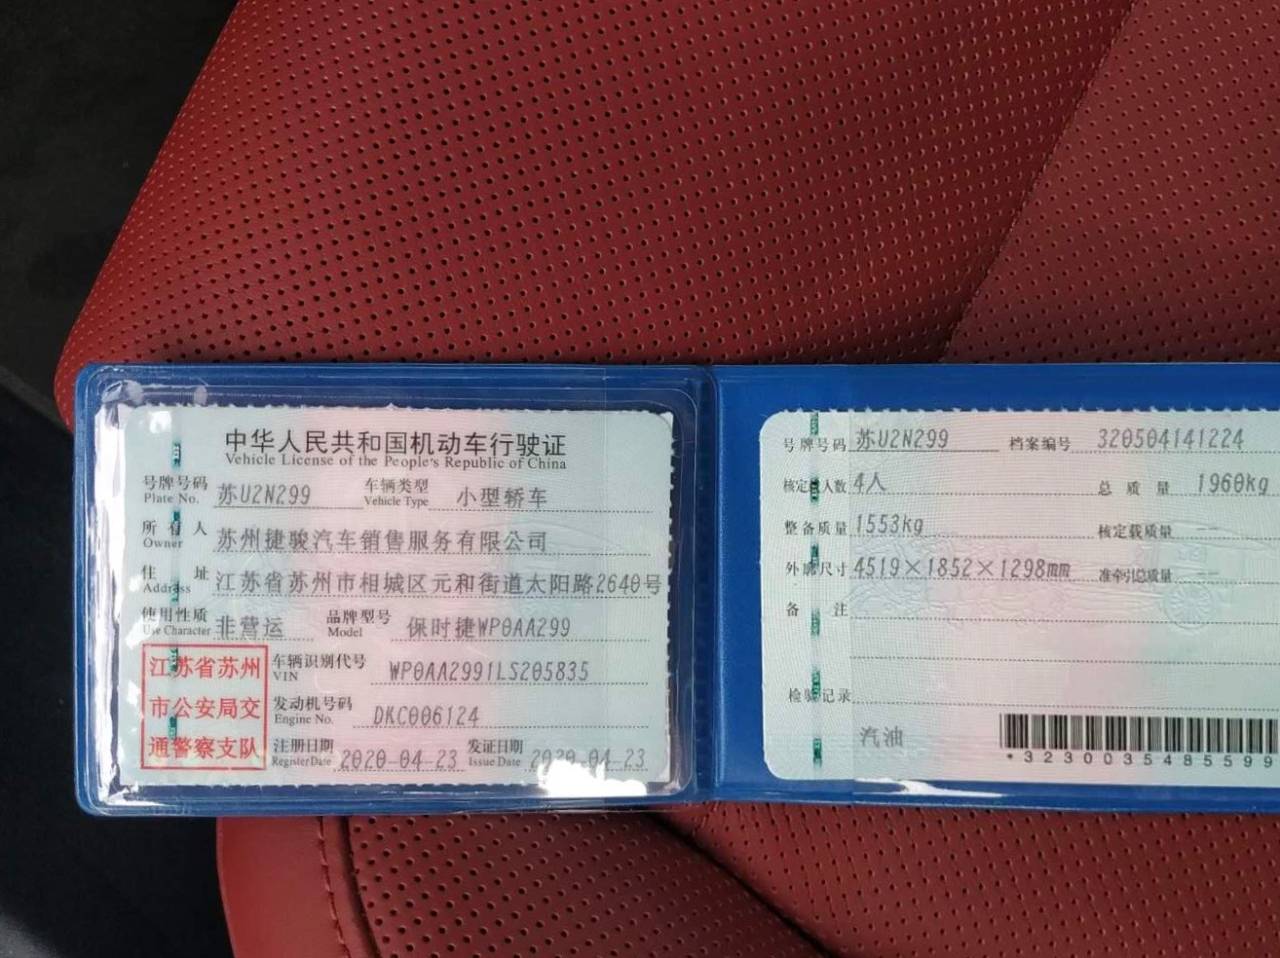 中华人民共和国机动车行驶证
Vehicle License of the People's Republic of China
号牌号码 苏U2N299 车辆类型 小型轿车
Plate No. Vehicle Type
所有人 苏州捷骏汽车销售服务有限公司
Owner
住址 江苏省苏州市相城区元和街道太阳路2640号
Address
使用性质 非营运 品牌型号 保时捷WP0AA299
Use Character Model
江苏省苏州
市公安局交
通警察支队
车辆识别代号 WP0AA2991LS205835
VIN
发动机号码 DKC006124
Engine No.
注册日期 2020-04-23 发证日期 2020-04-23
Register Date Issue Date
号牌号码 苏U2N299 档案编号 320504141224
核定载人数 4人 总质量 1960kg
整备质量 1553kg 核定载质量 --
外廓尺寸 4519×1852×1298mm 准牵引总质量 --
备注
检验记录
汽油
*3230035485599